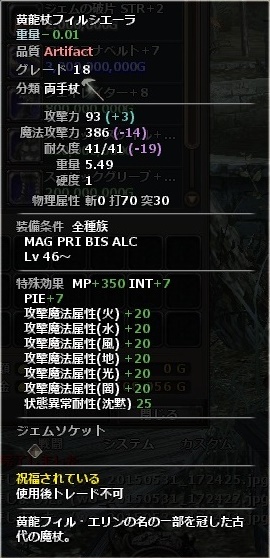 黄龍杖フィルシエーラ
重量 -0.01
品質 Artifact
グレード 18
分類 両手杖
攻撃力 93 (+3)
魔法攻撃力 386 (-14)
耐久度 41/41 (-19)
重量 5.49
硬度 1
物理属性 斬0 打70 突30
装備条件 全種族
MAG PRI BIS ALC
Lv 46～
特殊効果 MP+350 INT+7
PIE+7
攻撃魔法属性(火) +20
攻撃魔法属性(水) +20
攻撃魔法属性(風) +20
攻撃魔法属性(地) +20
攻撃魔法属性(光) +20
攻撃魔法属性(闇) +20
状態異常耐性(沈黙) 25
ジェムソケット
祝福されている
使用後トレード不可
黄龍フィル・エリンの名の一部を冠した古
代の魔杖。